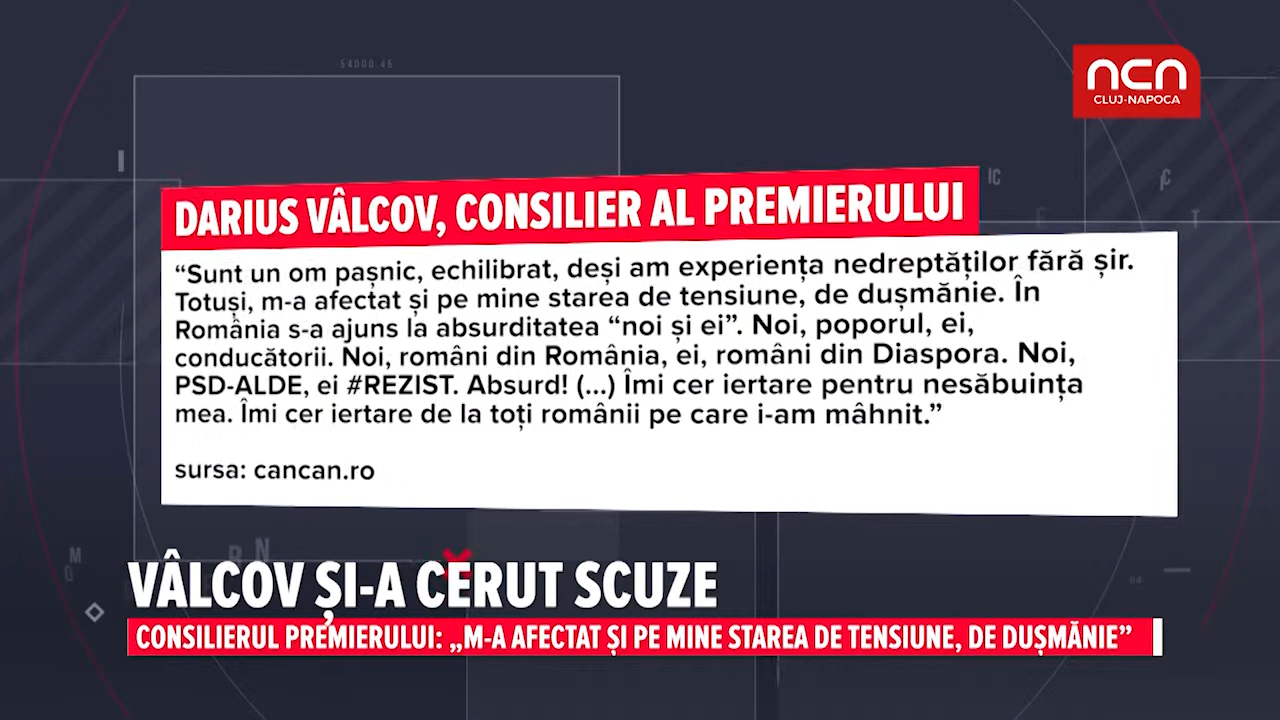 54000.46
ncn
CLUJ-NAPOCA
DARIUS VÂLCOV, CONSILIER AL PREMIERULUI
“Sunt un om pașnic, echilibrat, deși am experiența nedreptăților fără șir.
Totuși, m-a afectat și pe mine starea de tensiune, de dușmănie. În
România s-a ajuns la absurditatea “noi și ei”. Noi, poporul, ei,
conducătorii. Noi, români din România, ei, români din Diaspora. Noi,
PSD-ALDE, ei #REZIST. Absurd! (...) Îmi cer iertare pentru nesăbuința
mea. Îmi cer iertare de la toți românii pe care i-am mâhnit.”
sursa: cancan.ro
VÂLCOV ȘI-A CERUT SCUZE
CONSILIERUL PREMIERULUI: „M-A AFECTAT ȘI PE MINE STAREA DE TENSIUNE, DE DUȘMĂNIE”